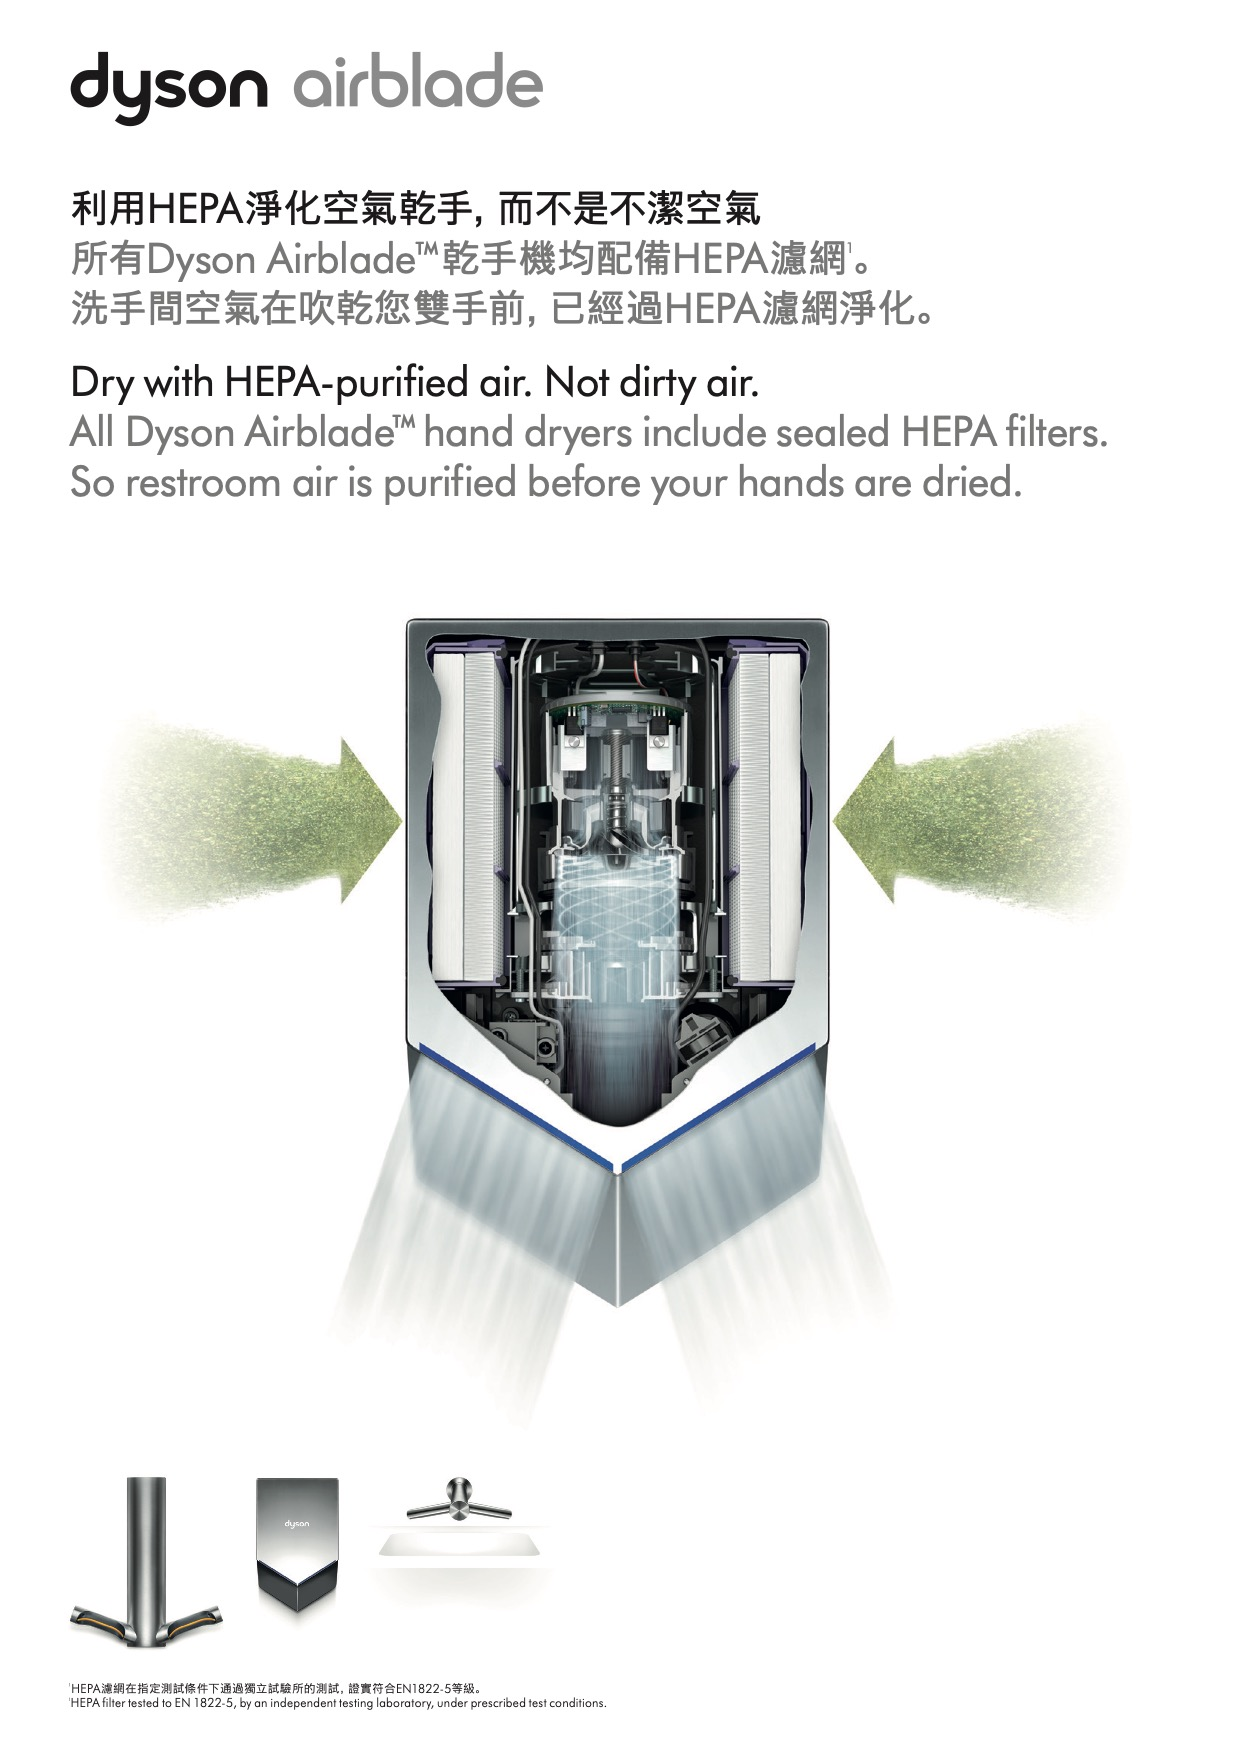 dyson airblade
利用HEPA淨化空氣乾手, 而不是不潔空氣
所有Dyson Airblade™乾手機均配備HEPA濾網¹。
洗手間空氣在吹乾您雙手前, 已經過HEPA濾網淨化。
Dry with HEPA-purified air. Not dirty air.
All Dyson Airblade™ hand dryers include sealed HEPA filters.
So restroom air is purified before your hands are dried.
dyson
¹HEPA濾網在指定測試條件下通過獨立試驗所的測試, 證實符合EN1822-5等級。
¹HEPA filter tested to EN 1822-5, by an independent testing laboratory, under prescribed test conditions.